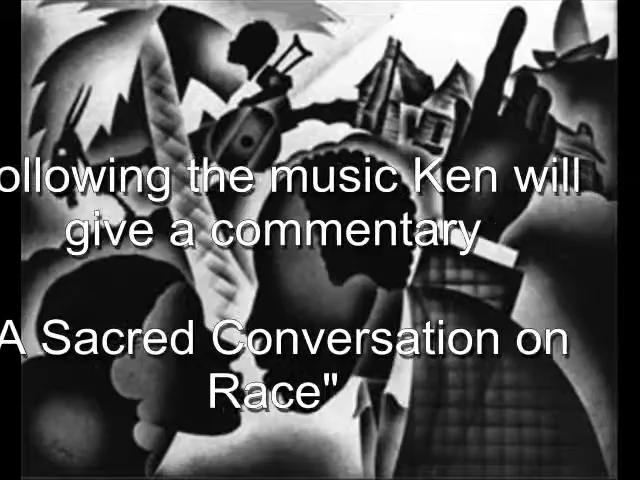 ollowing the music Ken will
give a commentary
A Sacred Conversation on
Race"